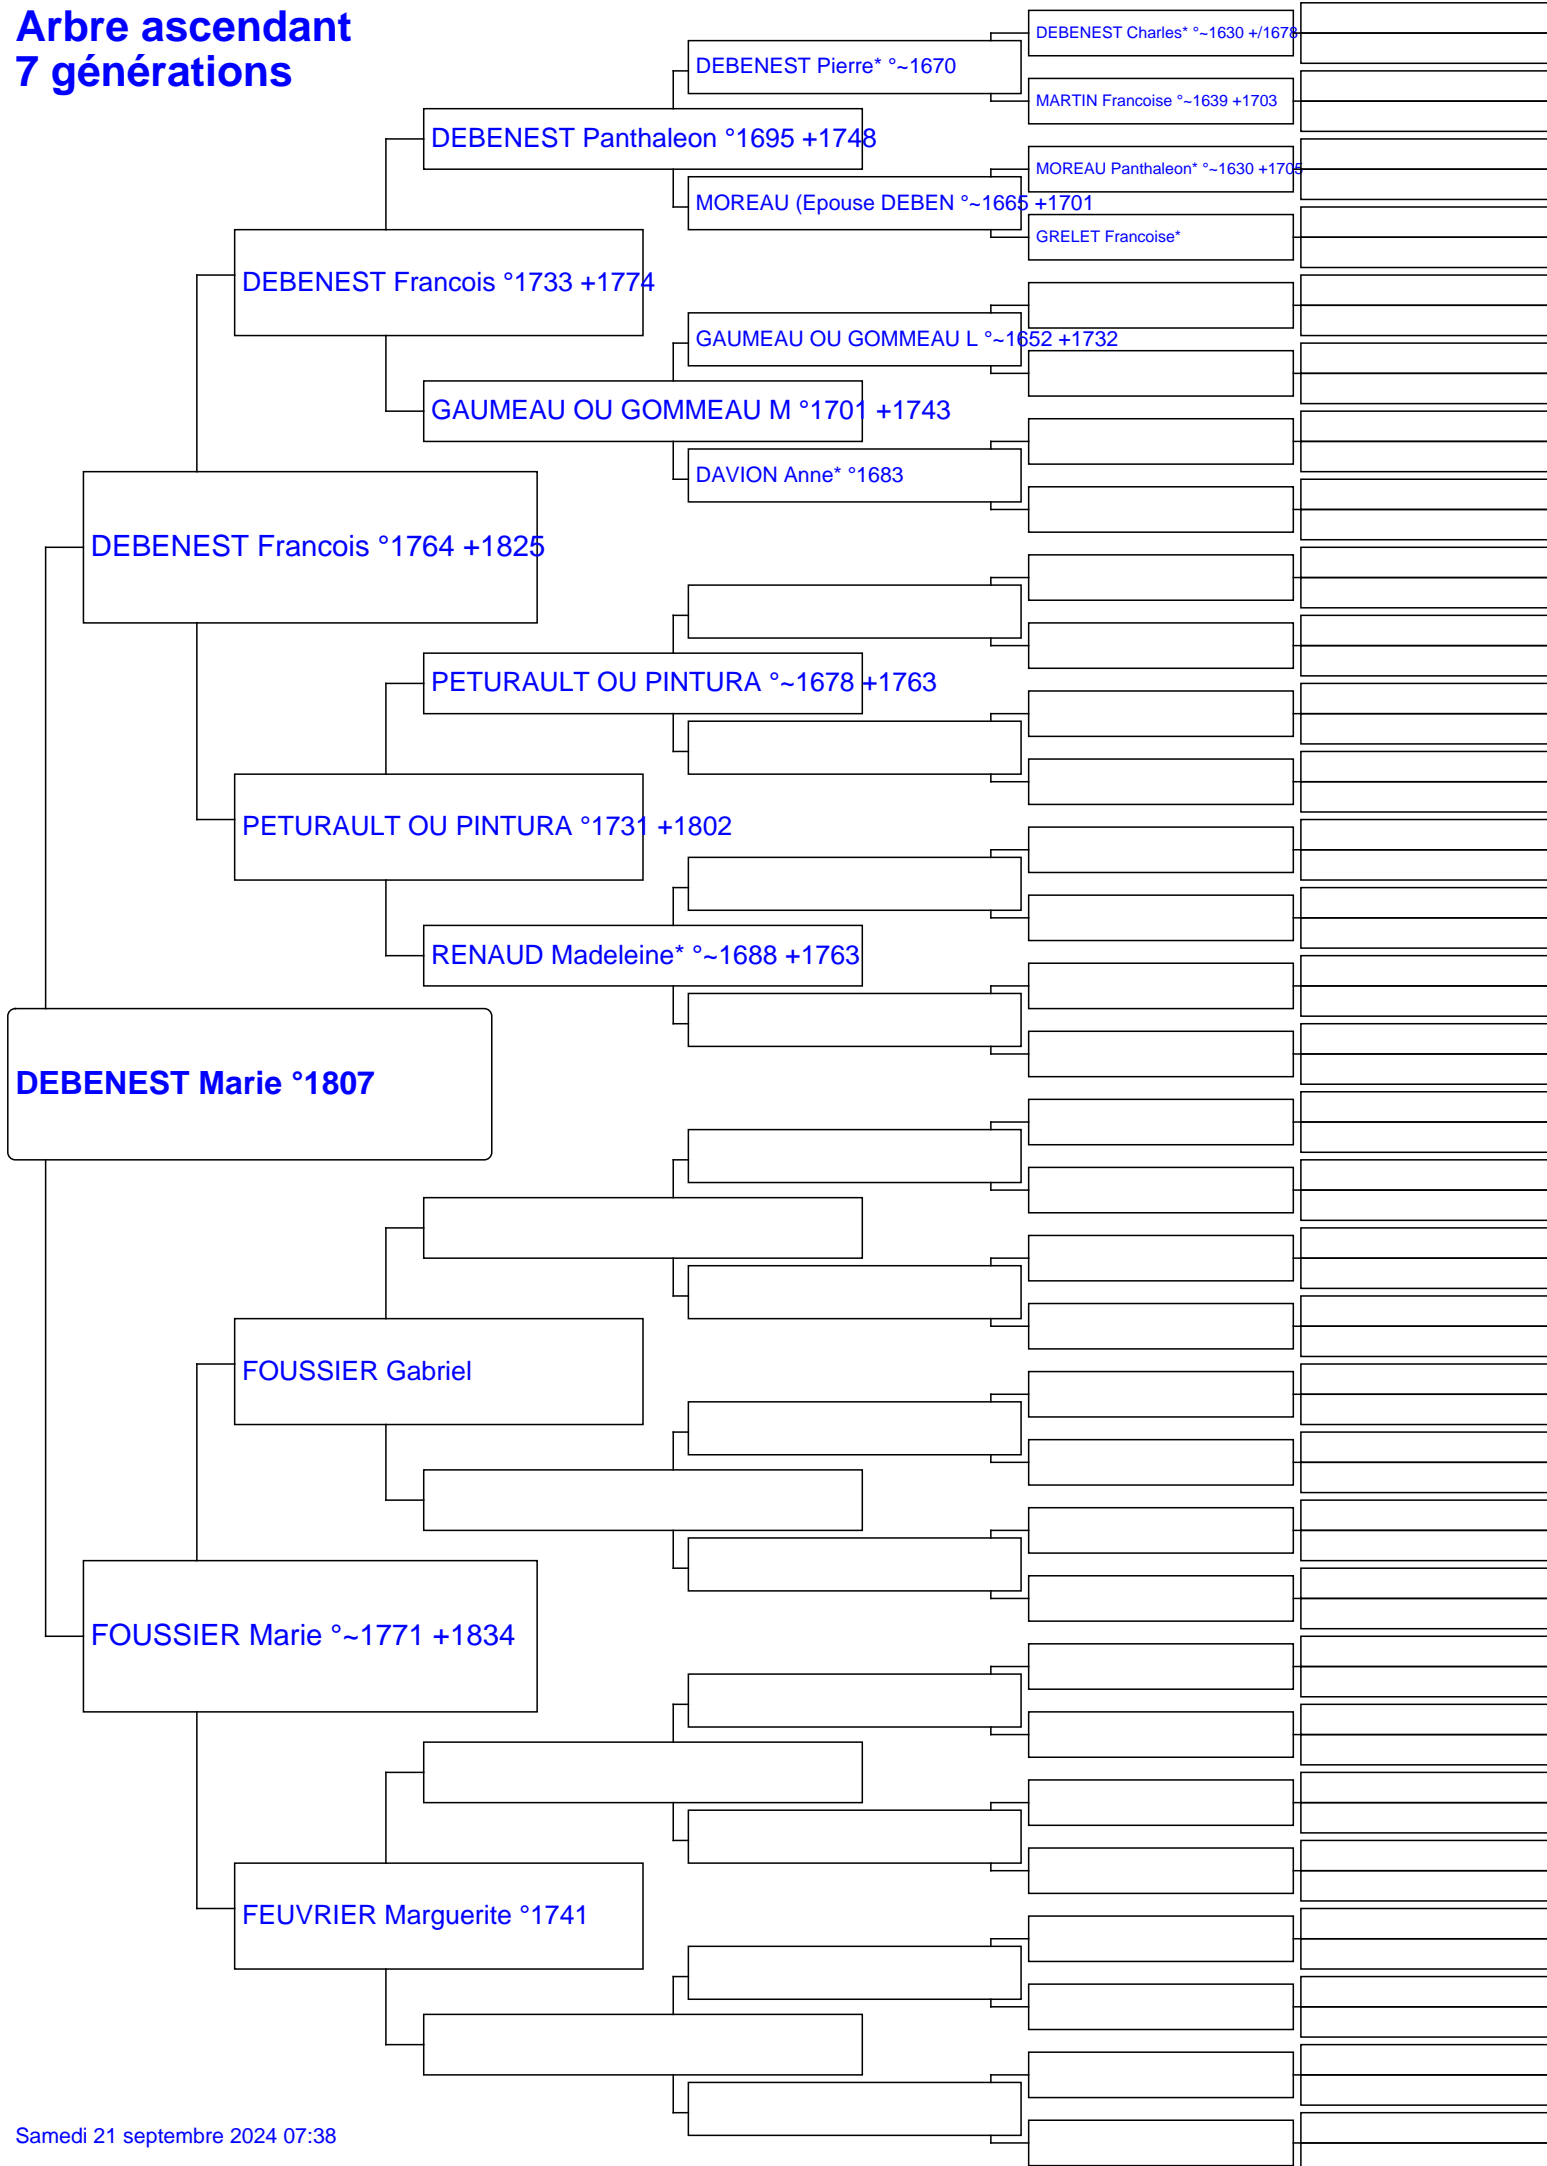 Arbre ascendant
7 générations
DEBENEST Charles* °~1630 +/1678
DEBENEST Pierre* °~1670
MARTIN Francoise °~1639 +1703
DEBENEST Panthaleon °1695 +1748
MOREAU Panthaleon* °~1630 +1705
MOREAU (Epouse DEBEN °~1665 +1701
GRELET Francoise*
DEBENEST Francois °1733 +1774
GAUMEAU OU GOMMEAU L °~1652 +1732
GAUMEAU OU GOMMEAU M °1701 +1743
DAVION Anne* °1683
DEBENEST Francois °1764 +1825
PETURAULT OU PINTURA °~1678 +1763
PETURAULT OU PINTURA °1731 +1802
RENAUD Madeleine* °~1688 +1763
DEBENEST Marie °1807
FOUSSIER Gabriel
FOUSSIER Marie °~1771 +1834
FEUVRIER Marguerite °1741
Samedi 21 septembre 2024 07:38